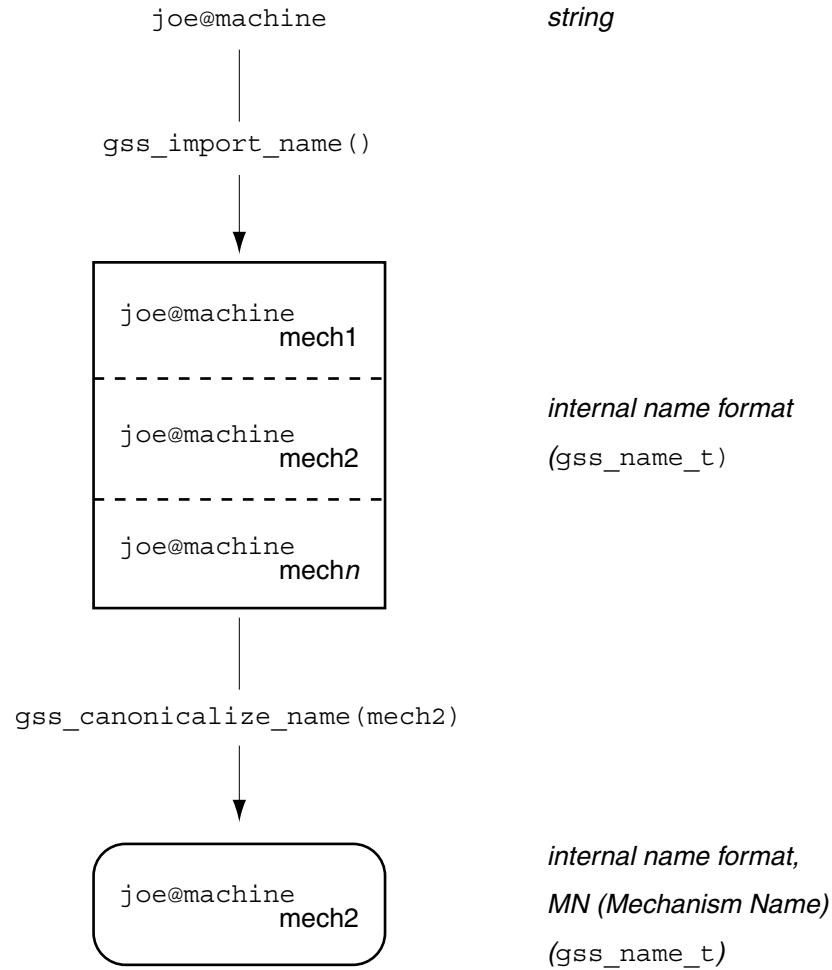 joe@machine string
gss_import_name()
joe@machine
mech1
joe@machine
mech2
internal name format
(gss_name_t)
joe@machine
mechn
gss_canonicalize_name(mech2)
joe@machine
mech2
internal name format,
MN (Mechanism Name)
(gss_name_t)